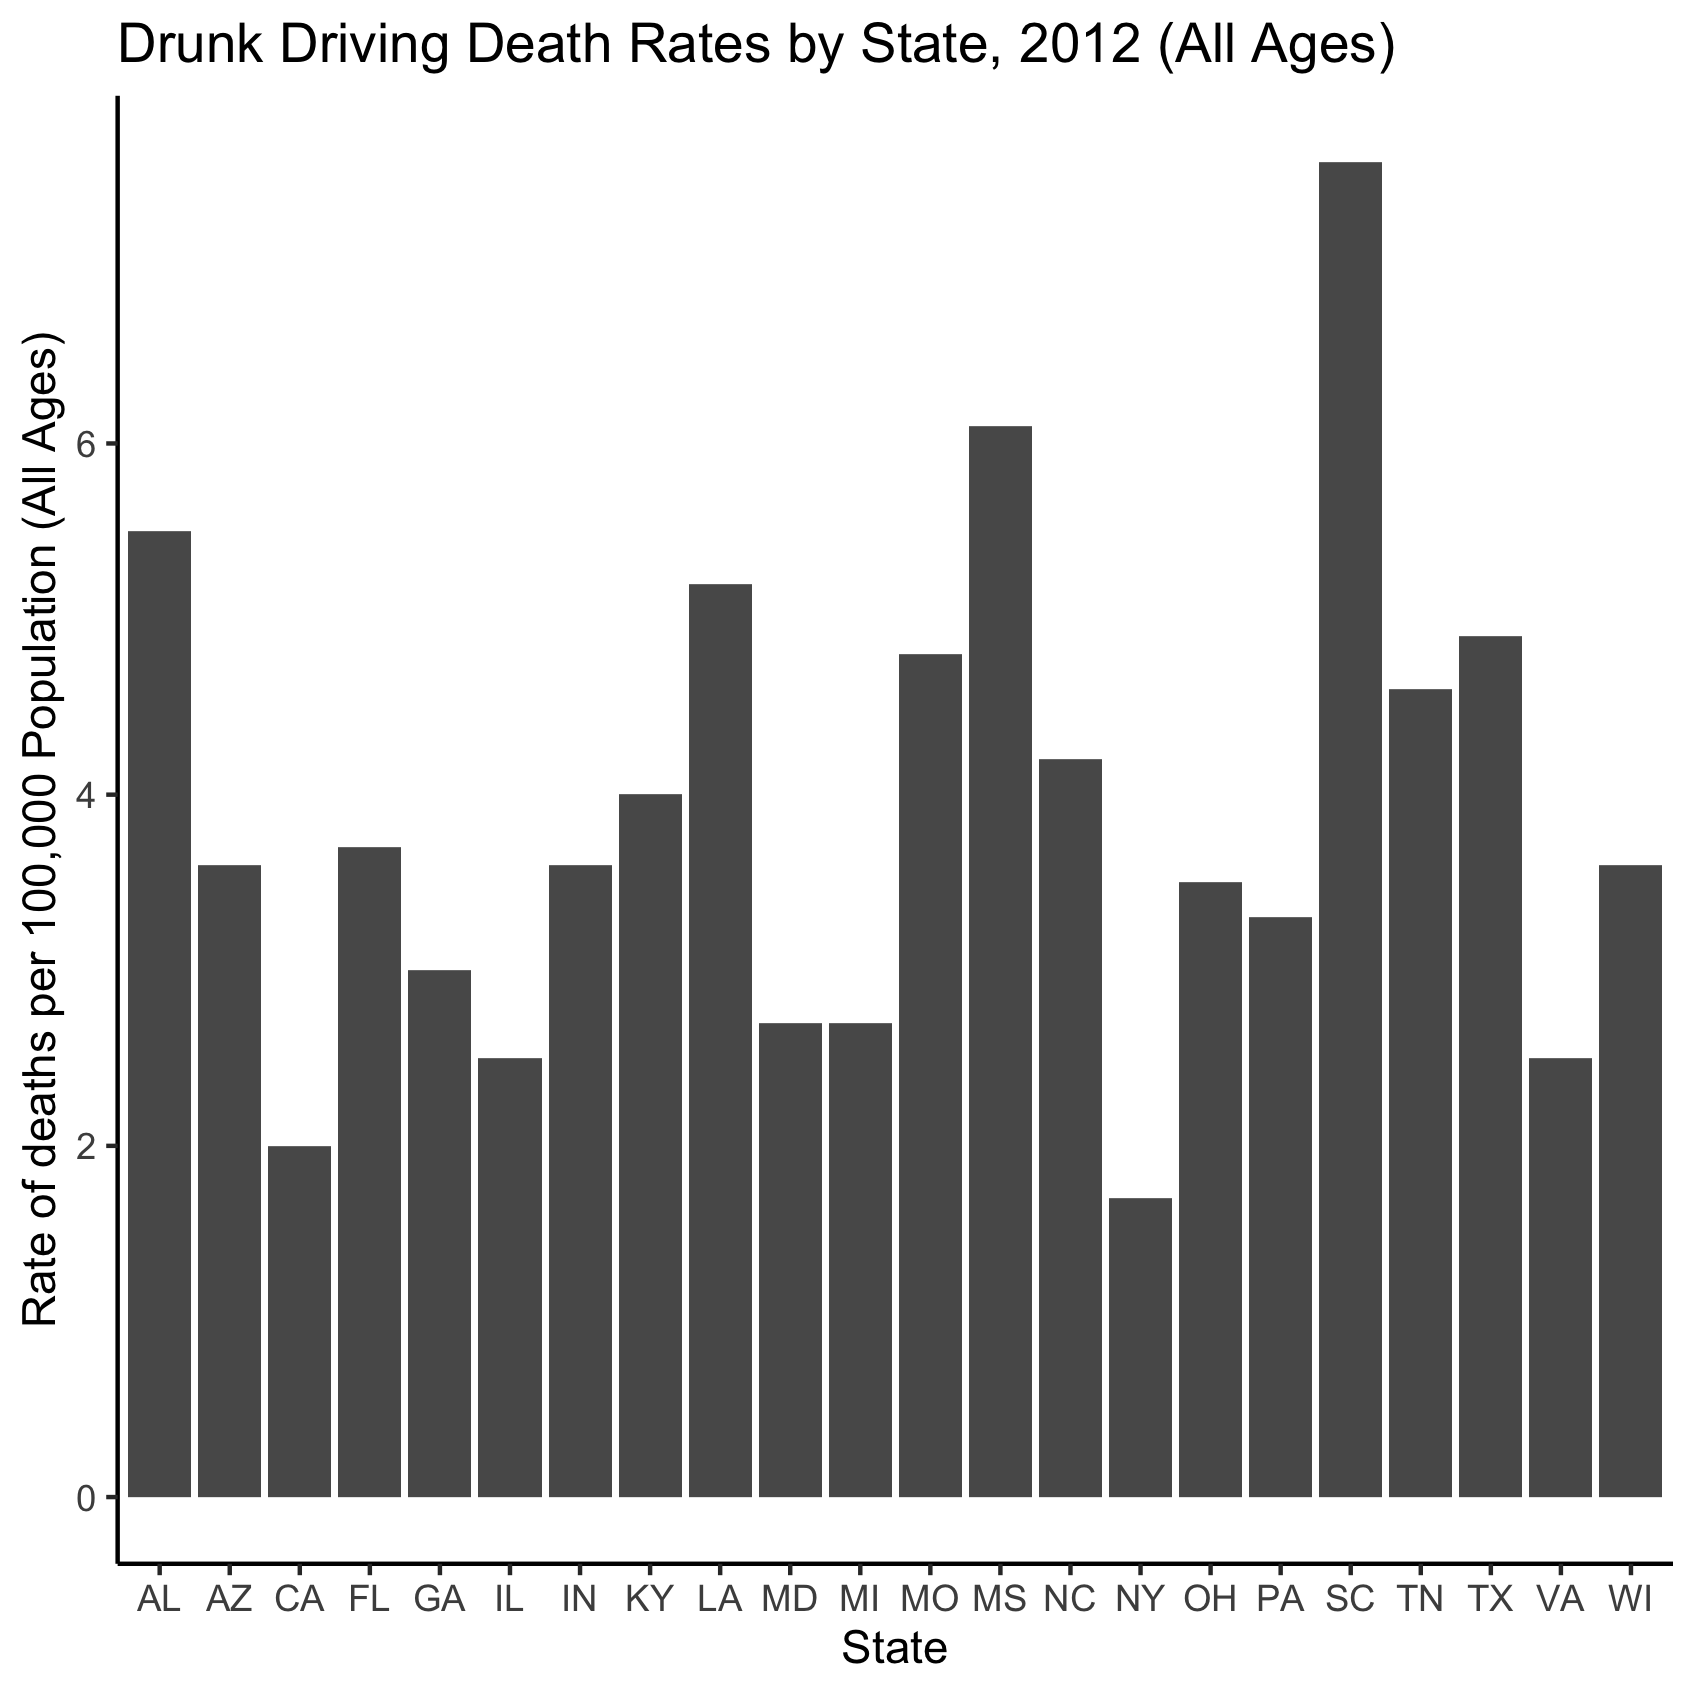 Drunk Driving Death Rates by State, 2012 (All Ages)
Rate of deaths per 100,000 Population (All Ages)
6
4
2
0
AL AZ CA FL GA IL IN KY LA MD MI MO MS NC NY OH PA SC TN TX VA WI
State